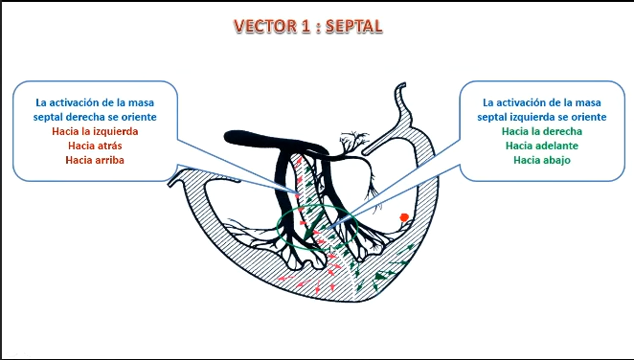 VECTOR 1 : SEPTAL
La activación de la masa
septal derecha se oriente
Hacia la izquierda
Hacia atrás
Hacia arriba
La activación de la masa
septal izquierda se oriente
Hacia la derecha
Hacia adelante
Hacia abajo